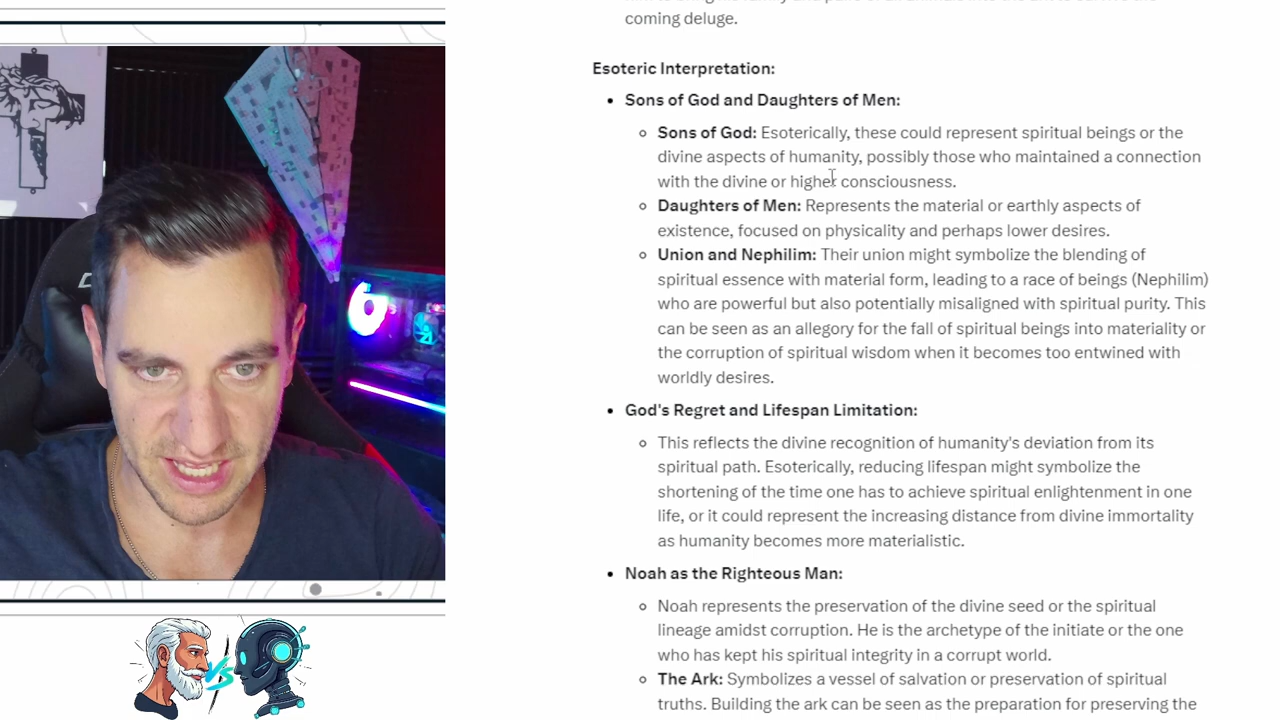 coming deluge.
Esoteric Interpretation:
• Sons of God and Daughters of Men:
Sons of God: Esoterically, these could represent spiritual beings or the
divine aspects of humanity, possibly those who maintained a connection
with the divine or higher consciousness.
Daughters of Men: Represents the material or earthly aspects of
existence, focused on physicality and perhaps lower desires.
Union and Nephilim: Their union might symbolize the blending of
spiritual essence with material form, leading to a race of beings (Nephilim)
who are powerful but also potentially misaligned with spiritual purity. This
can be seen as an allegory for the fall of spiritual beings into materiality or
the corruption of spiritual wisdom when it becomes too entwined with
worldly desires.
• God's Regret and Lifespan Limitation:
This reflects the divine recognition of humanity's deviation from its
spiritual path. Esoterically, reducing lifespan might symbolize the
shortening of the time one has to achieve spiritual enlightenment in one
life, or it could represent the increasing distance from divine immortality
as humanity becomes more materialistic.
• Noah as the Righteous Man:
Noah represents the preservation of the divine seed or the spiritual
lineage amidst corruption. He is the archetype of the initiate or the one
who has kept his spiritual integrity in a corrupt world.
The Ark: Symbolizes a vessel of salvation or preservation of spiritual
truths. Building the ark can be seen as the preparation for preserving the
VS